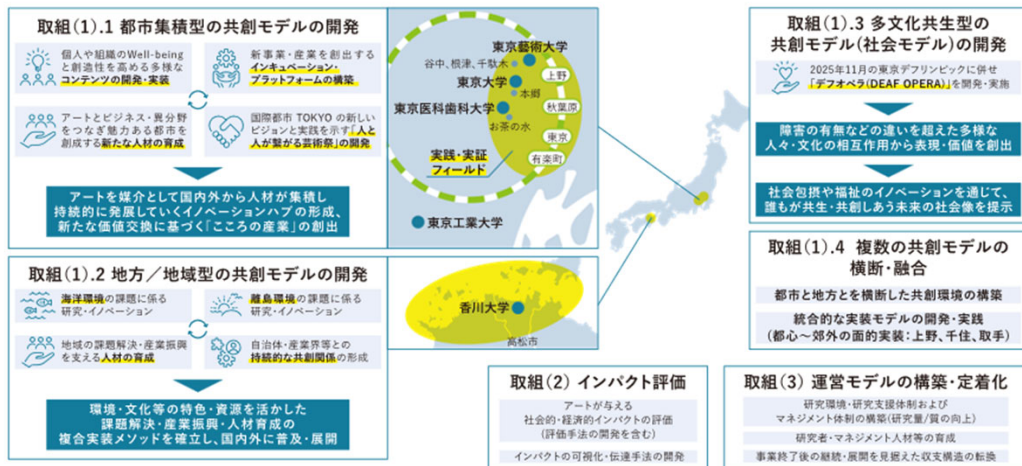 取組(1).1 都市集積型の共創モデルの開発
個人や組織のWell-being
と創造性を高める多様な
コンテンツの開発・実装
新事業・産業を創出する
インキュベーション・
プラットフォームの構築
アートとビジネス・異分野
をつなぎ魅力ある都市を
創成する新たな人材の育成
国際都市 TOKYO の新しい
ビジョンと実践を示す「人と
人が繋がる芸術祭」の開発
アートを媒介として国内外から人材が集積し
持続的に発展していくイノベーションハブの形成、
新たな価値交換に基づく「こころの産業」の創出
東京藝術大学
谷中、根津、千駄木
上野
東京大学
本郷
秋葉原
東京医科歯科大学
お茶の水
東京
実践・実証
フィールド
有楽町
東京工業大学
取組(1).2 地方/地域型の共創モデルの開発
海洋環境の課題に係る
研究・イノベーション
離島環境の課題に係る
研究・イノベーション
地域の課題解決・産業振興
を支える人材の育成
自治体・産業界等との
持続的な共創関係の形成
環境・文化等の特色・資源を活かした
課題解決・産業振興・人材育成の
複合実装メソッドを確立し、国内外に普及・展開
香川大学
高松市
取組(1).3 多文化共生型の
共創モデル(社会モデル)の開発
2025年11月の東京デフリンピックに併せ
「デフオペラ(DEAF OPERA)」を開発・実施
障害の有無などの違いを超えた多様な
人々・文化の相互作用から表現・価値を創出
社会包摂や福祉のイノベーションを通じて、
誰もが共生・共創しあう未来の社会像を提示
取組(1).4 複数の共創モデルの
横断・融合
都市と地方とを横断した共創環境の構築
統合的な実装モデルの開発・実践
(都心〜郊外の面的実装:上野、千住、取手)
取組(2) インパクト評価
アートが与える
社会的・経済的インパクトの評価
(評価手法の開発を含む)
インパクトの可視化・伝達手法の開発
取組(3) 運営モデルの構築・定着化
研究環境・研究支援体制および
マネジメント体制の構築(研究量/質の向上)
研究者・マネジメント人材等の育成
事業終了後の継続・展開を見据えた収支構造の転換